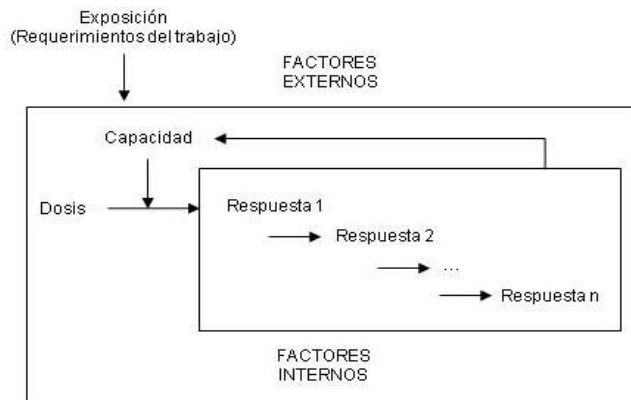 Exposición
(Requerimientos del trabajo)
FACTORES
EXTERNOS
Capacidad
Dosis
Respuesta 1
Respuesta 2
...
Respuesta n
FACTORES
INTERNOS